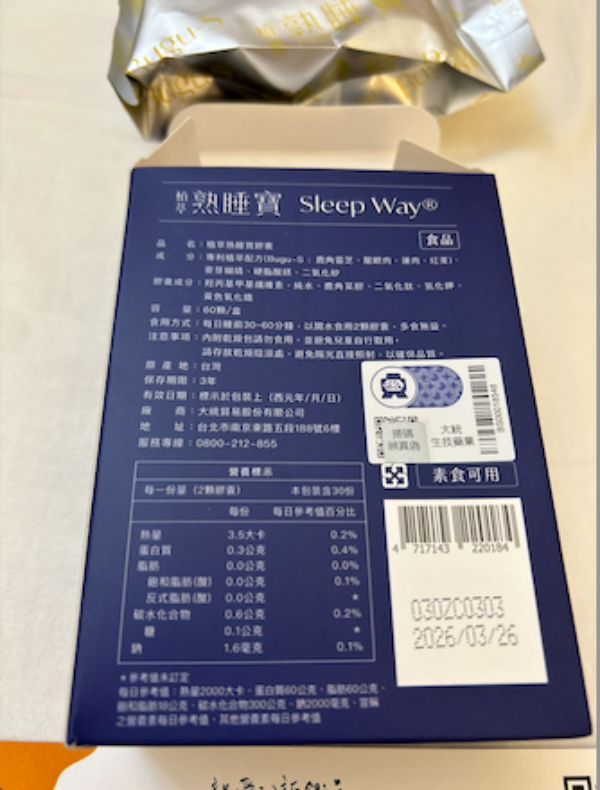 Bugu-S
熟睡
植萃 熟睡寶 Sleep Way®
食品
品 名：植萃熟睡寶膠囊
成 分：專利植萃配方(Bugu-S：鹿角靈芝、龍眼肉、蓮肉、紅棗)、
麥芽糊精、硬脂酸鎂、二氧化矽
膠囊成分：羥丙基甲基纖維素、純水、鹿角菜膠、二氧化鈦、氯化鉀、
黃色氧化鐵
容 量：60顆/盒
食用方式：每日睡前30-60分鐘，以開水食用2顆膠囊，多食無益。
注意事項：內附乾燥包請勿食用，並避免兒童自行取用。
請存放乾燥陰涼處，避免陽光直接照射，以確保品質。
原 產 地：台灣
保存期限：3年
有效日期：標示於包裝上（西元年/月/日）
廠 商：大統貿易股份有限公司
地 址：台北市南京東路五段188號6樓
服務專線：0800-212-855
掃碼
辨真偽
大統
生技藥業
BS00018548
素食可用
營養標示
每一份量（2顆膠囊） 本包裝含30份
每份 每日參考值百分比
熱量 3.5大卡 0.2%
蛋白質 0.3公克 0.4%
脂肪 0.0公克 0.0%
飽和脂肪(酸) 0.0公克 0.1%
反式脂肪(酸) 0.0公克 *
碳水化合物 0.6公克 0.2%
糖 0.1公克 *
鈉 1.6毫克 0.1%
*參考值未訂定
每日參考值：熱量2000大卡、蛋白質60公克、脂肪60公克、
飽和脂肪18公克、碳水化合物300公克、鈉2000毫克，宣稱
之營養素每日參考值、其他營養素每日參考值
4 717143 220184
030ZC0303
2026/03/26